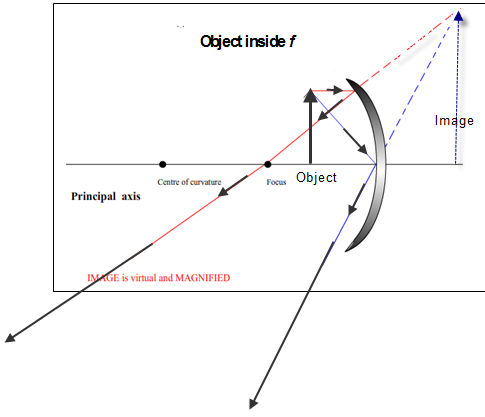 Object inside f
Image
Centre of curvature
Focus
Object
Principal axis
IMAGE is virtual and MAGNIFIED